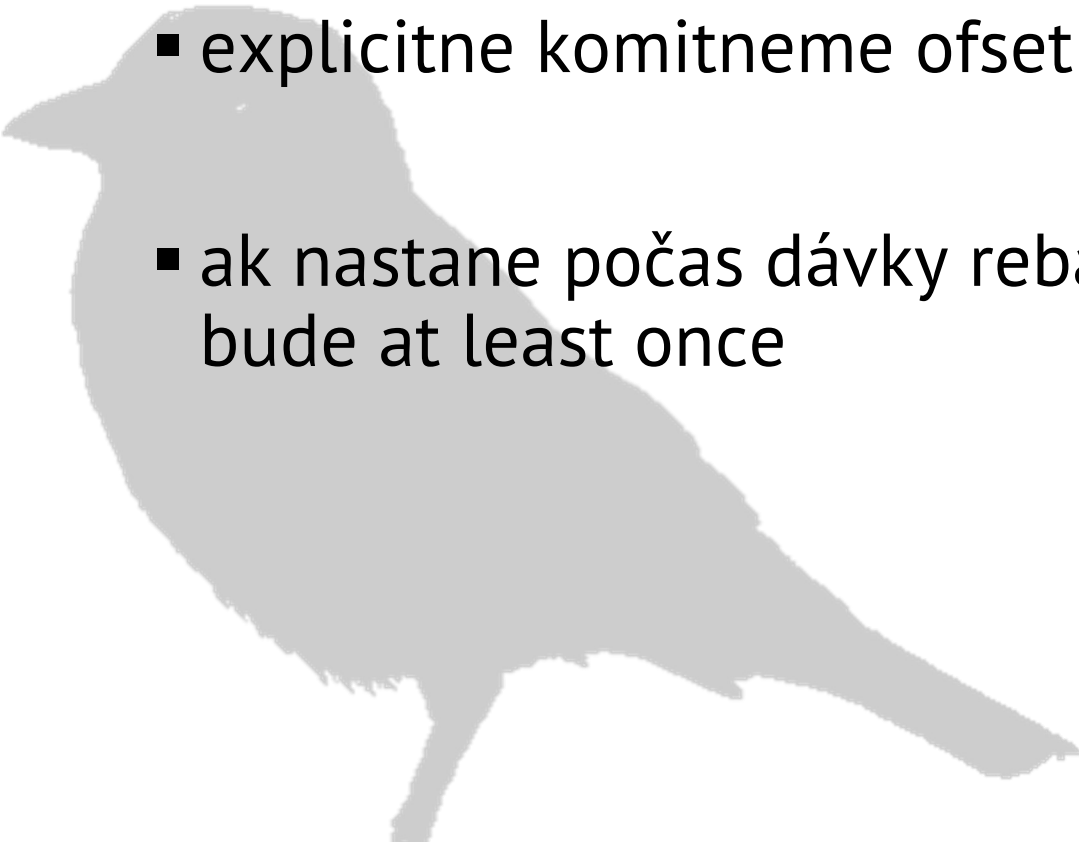 ▪ explicitne komitneme ofset
▪ ak nastane počas dávky
bude at least once